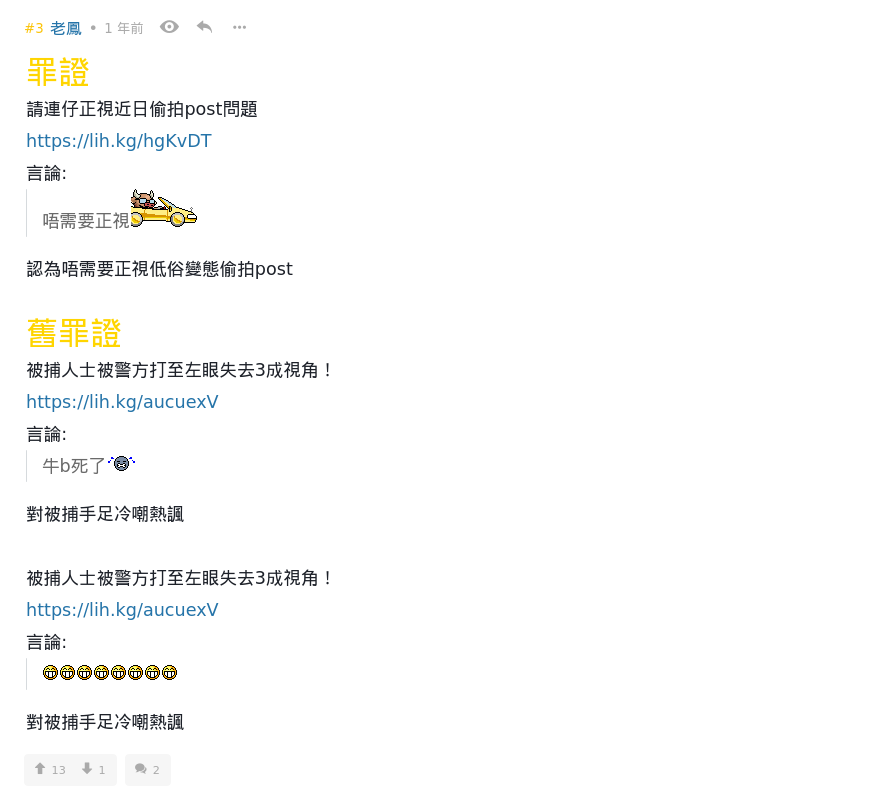 #3 老鳳 • 1 年前
罪證
請連仔正視近日偷拍post問題
https://lih.kg/hgKvDT
言論:
唔需要正視
認為唔需要正視低俗變態偷拍post
舊罪證
被捕人士被警方打至左眼失去3成視角！
https://lih.kg/aucuexV
言論:
牛b死了
對被捕手足冷嘲熱諷
被捕人士被警方打至左眼失去3成視角！
https://lih.kg/aucuexV
言論:
對被捕手足冷嘲熱諷
13 1 2